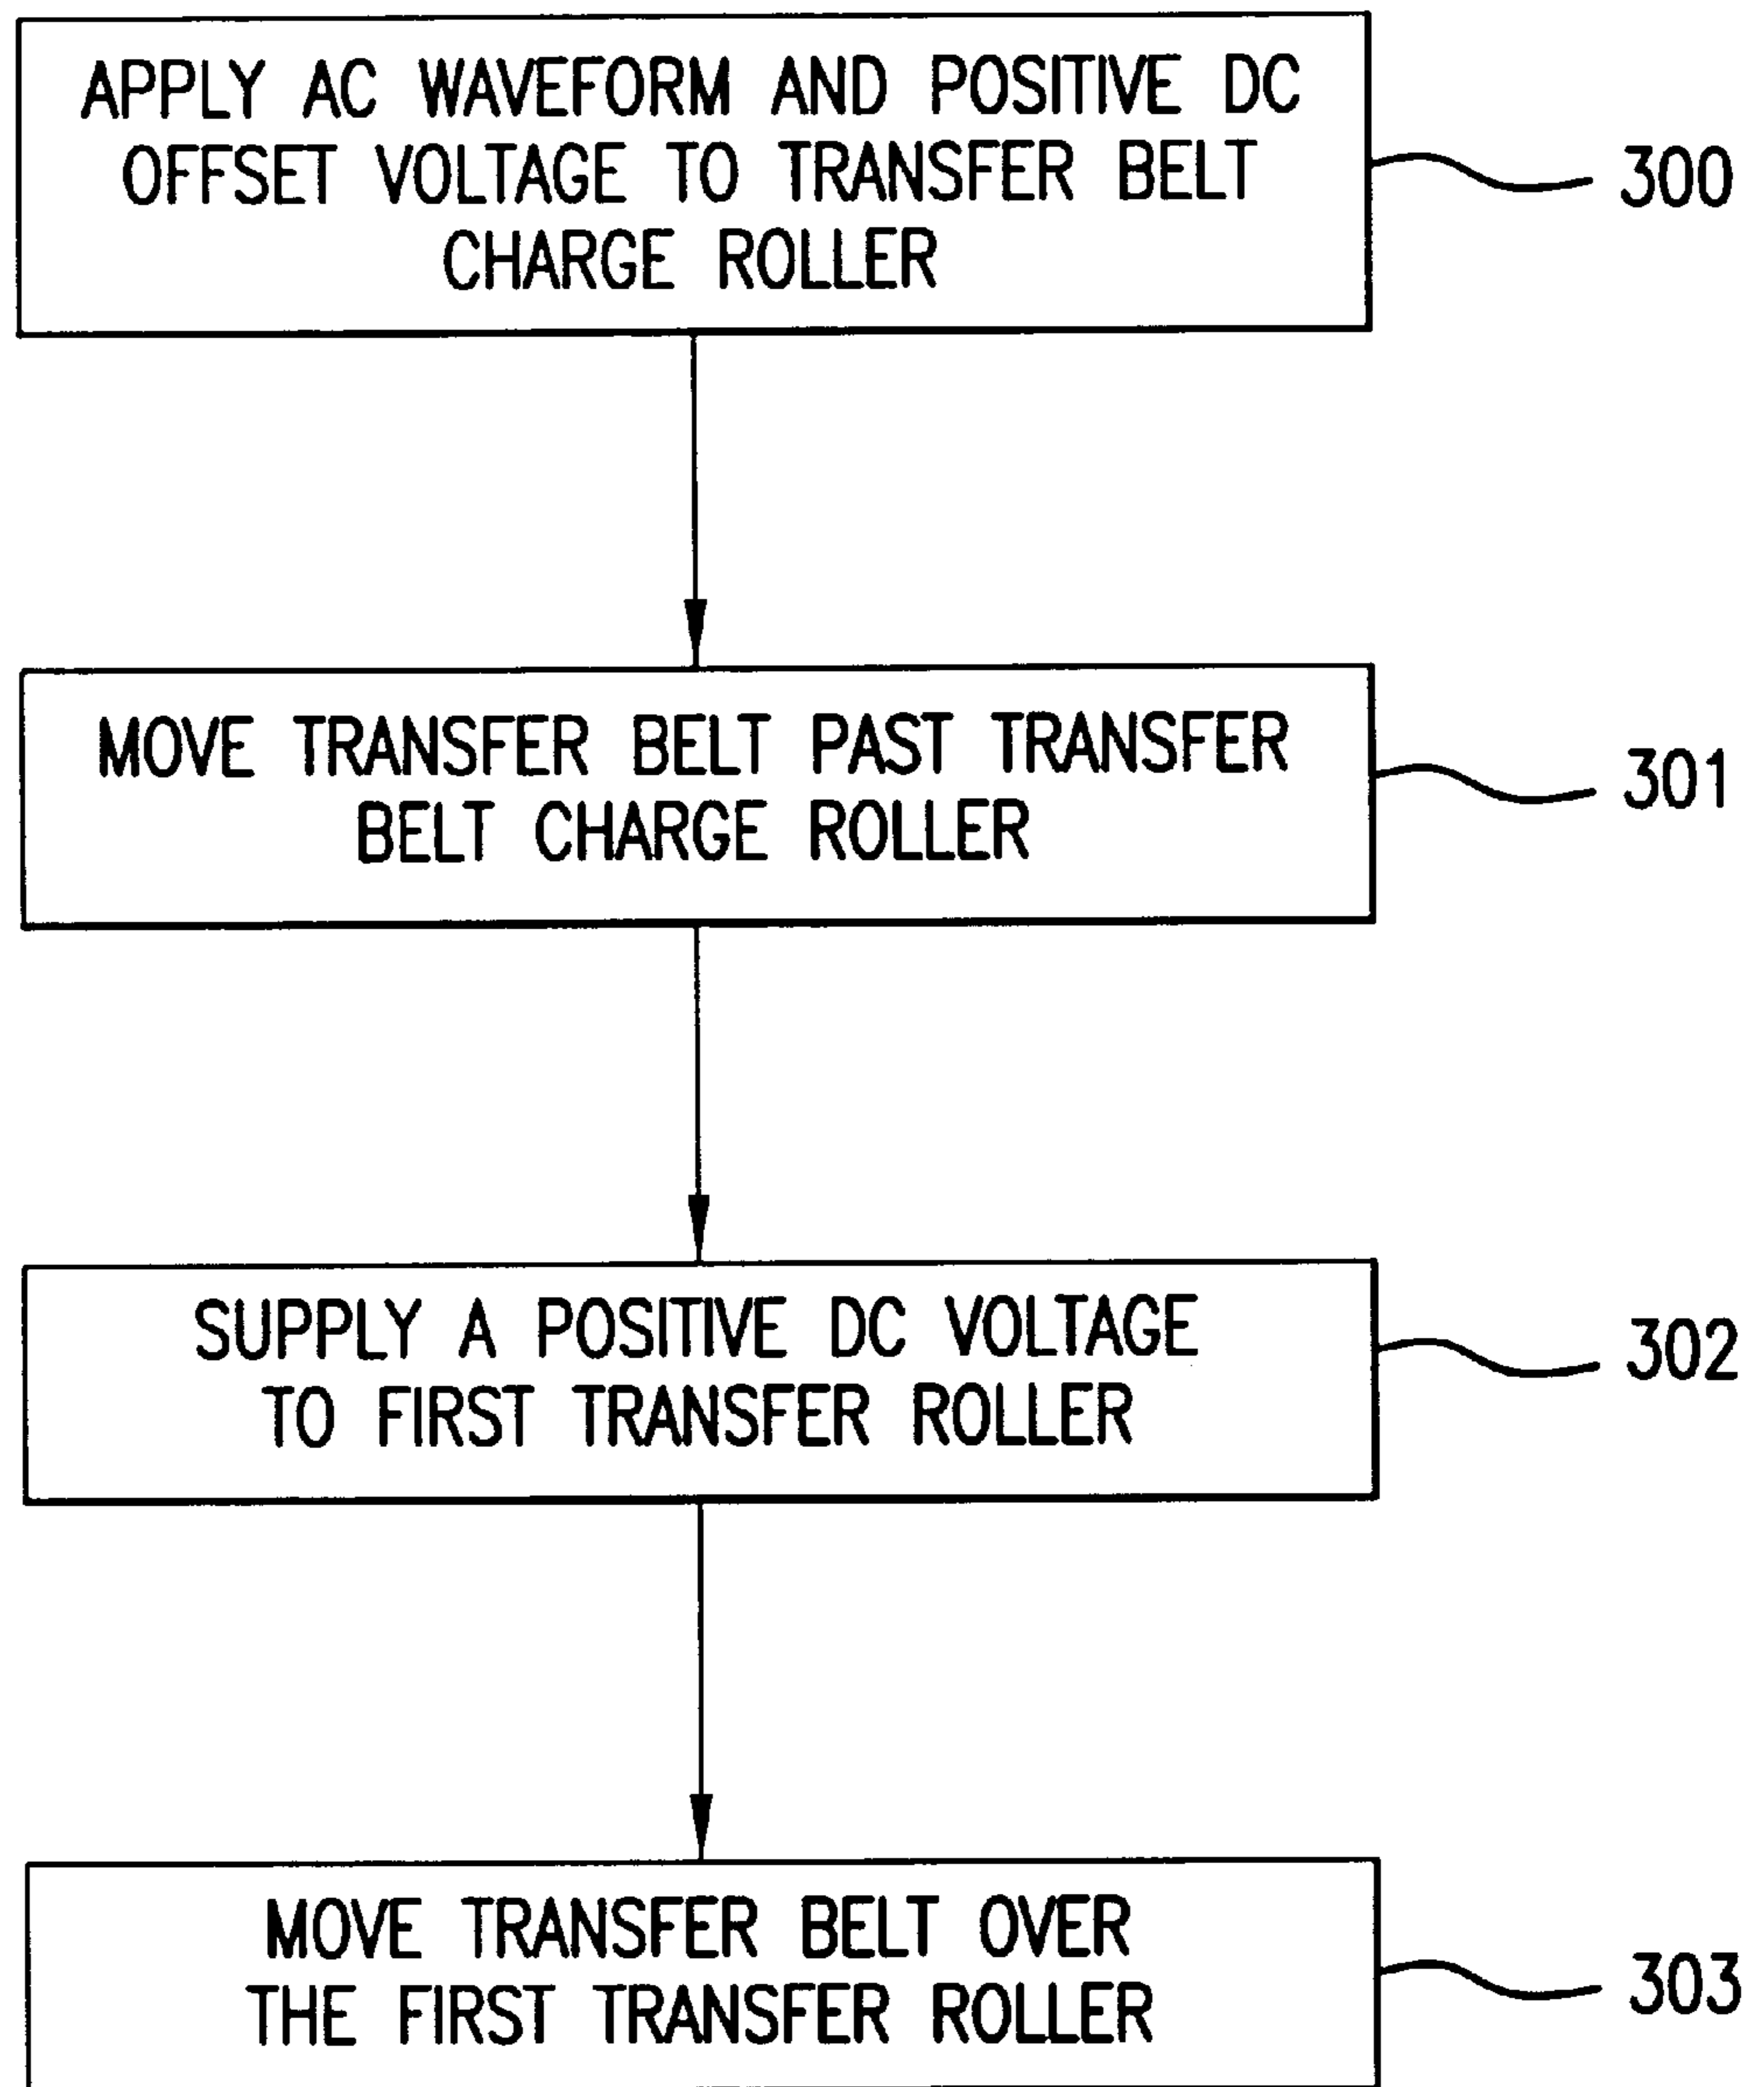 APPLY AC WAVEFORM AND POSITIVE DC
OFFSET VOLTAGE TO TRANSFER BELT
CHARGE ROLLER
300
MOVE TRANSFER BELT PAST TRANSFER
BELT CHARGE ROLLER
301
SUPPLY A POSITIVE DC VOLTAGE
TO FIRST TRANSFER ROLLER
302
MOVE TRANSFER BELT OVER
THE FIRST TRANSFER ROLLER
303